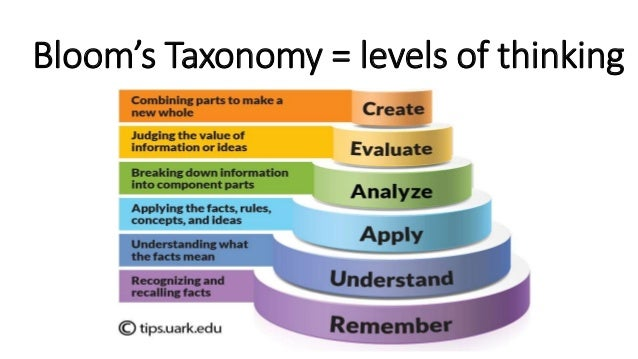 Bloom’s Taxonomy = levels of thinking
Combining parts to make a
new whole
Create
Judging the value of
information or ideas
Evaluate
Breaking down information
into component parts
Analyze
Applying the facts, rules,
concepts, and ideas
Apply
Understanding what
the facts mean
Understand
Recognizing and
recalling facts
Remember
© tips.uark.edu